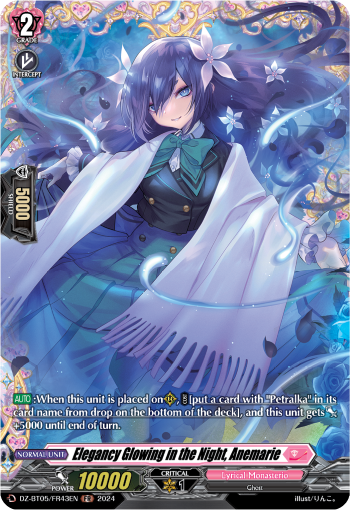 2
GRADE
INTERCEPT
5000
SHIELD
AUTO :When this unit is placed on R, COST [put a card with "Petralka" in its
card name from drop on the bottom of the deck], and this unit gets
+5000 until end of turn.
NORMAL UNIT
Elegancy Glowing in the Night, Anemarie
POWER 10000
CRITICAL
1
Lyrical Monasterio
Ghost
DZ-BT05/FR43EN FR 2024
illust/りんこ。